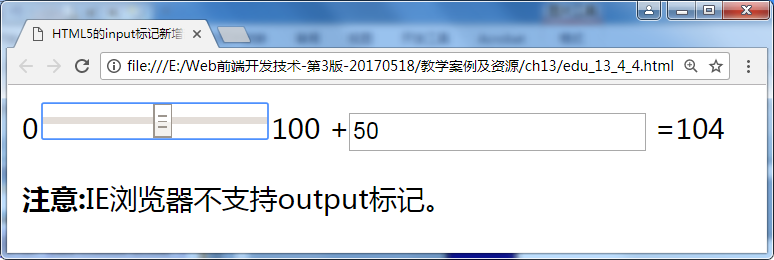 HTML5的input标记新增
file:///E:/Web前端开发技术-第3版-20170518/教学案例及资源/ch13/edu_13_4_4.html
0 100 + 50 =104
注意:IE浏览器不支持output标记。